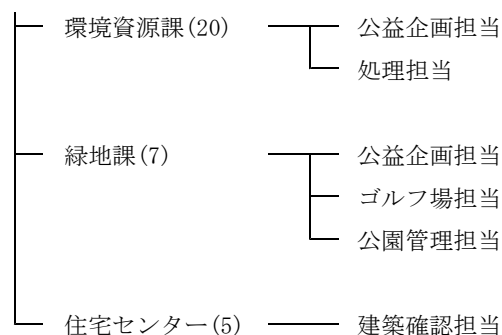 環境資源課(20) 公益企画担当
処理担当
緑地課(7) 公益企画担当
ゴルフ場担当
公園管理担当
住宅センター(5) 建築確認担当